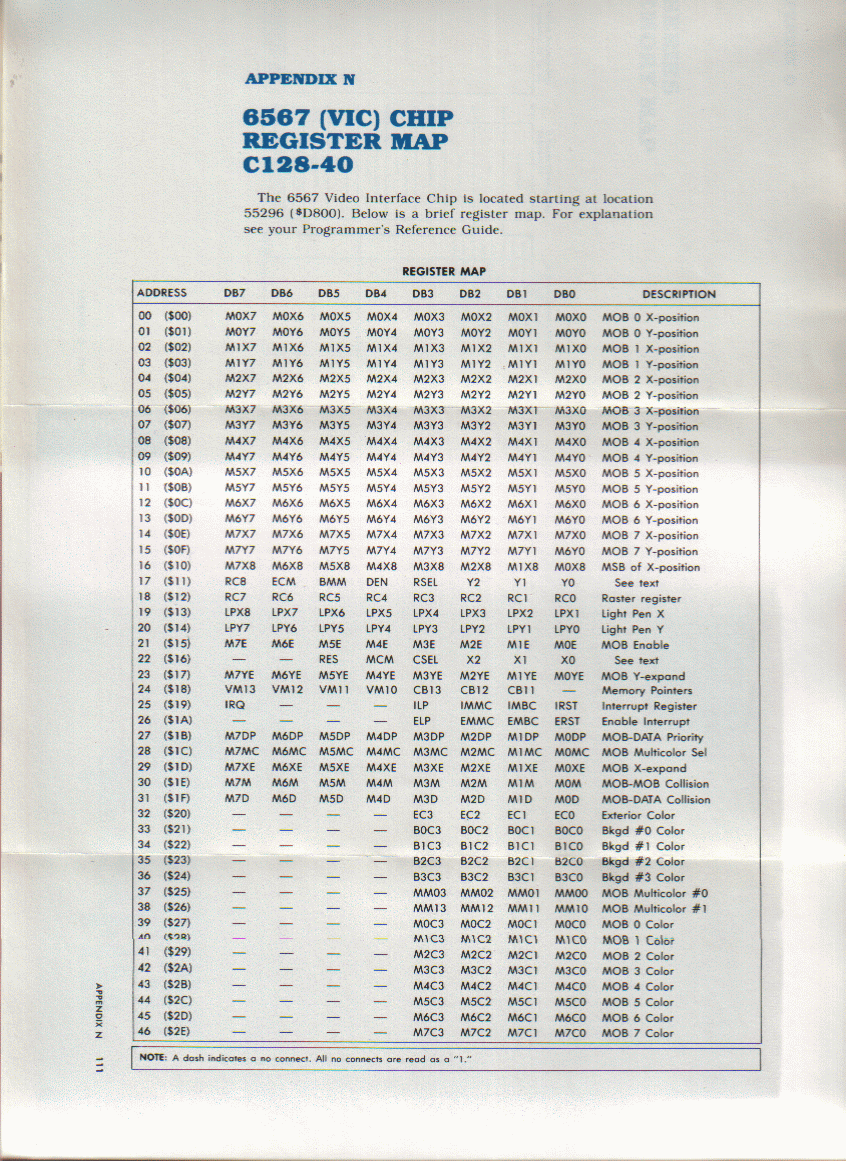 APPENDIX N
6567 (VIC) CHIP
REGISTER MAP
C128-40
The 6567 Video Interface Chip is located starting at location
55296 ($D800). Below is a brief register map. For explanation
see your Programmer's Reference Guide.
REGISTER MAP
ADDRESS DB7 DB6 DB5 DB4 DB3 DB2 DB1 DB0 DESCRIPTION
00 ($00) M0X7 M0X6 M0X5 M0X4 M0X3 M0X2 M0X1 M0X0 MOB 0 X-position
01 ($01) M0Y7 M0Y6 M0Y5 M0Y4 M0Y3 M0Y2 M0Y1 M0Y0 MOB 0 Y-position
02 ($02) M1X7 M1X6 M1X5 M1X4 M1X3 M1X2 M1X1 M1X0 MOB 1 X-position
03 ($03) M1Y7 M1Y6 M1Y5 M1Y4 M1Y3 M1Y2 M1Y1 M1Y0 MOB 1 Y-position
04 ($04) M2X7 M2X6 M2X5 M2X4 M2X3 M2X2 M2X1 M2X0 MOB 2 X-position
05 ($05) M2Y7 M2Y6 M2Y5 M2Y4 M2Y3 M2Y2 M2Y1 M2Y0 MOB 2 Y-position
06 ($06) M3X7 M3X6 M3X5 M3X4 M3X3 M3X2 M3X1 M3X0 MOB 3 X-position
07 ($07) M3Y7 M3Y6 M3Y5 M3Y4 M3Y3 M3Y2 M3Y1 M3Y0 MOB 3 Y-position
08 ($08) M4X7 M4X6 M4X5 M4X4 M4X3 M4X2 M4X1 M4X0 MOB 4 X-position
09 ($09) M4Y7 M4Y6 M4Y5 M4Y4 M4Y3 M4Y2 M4Y1 M4Y0 MOB 4 Y-position
10 ($0A) M5X7 M5X6 M5X5 M5X4 M5X3 M5X2 M5X1 M5X0 MOB 5 X-position
11 ($0B) M5Y7 M5Y6 M5Y5 M5Y4 M5Y3 M5Y2 M5Y1 M5Y0 MOB 5 Y-position
12 ($0C) M6X7 M6X6 M6X5 M6X4 M6X3 M6X2 M6X1 M6X0 MOB 6 X-position
13 ($0D) M6Y7 M6Y6 M6Y5 M6Y4 M6Y3 M6Y2 M6Y1 M6Y0 MOB 6 Y-position
14 ($0E) M7X7 M7X6 M7X5 M7X4 M7X3 M7X2 M7X1 M7X0 MOB 7 X-position
15 ($0F) M7Y7 M7Y6 M7Y5 M7Y4 M7Y3 M7Y2 M7Y1 M6Y0 MOB 7 Y-position
16 ($10) M7X8 M6X8 M5X8 M4X8 M3X8 M2X8 M1X8 M0X8 MSB of X-position
17 ($11) RC8 ECM BMM DEN RSEL Y2 Y1 Y0 See text
18 ($12) RC7 RC6 RC5 RC4 RC3 RC2 RC1 RC0 Raster register
19 ($13) LPX8 LPX7 LPX6 LPX5 LPX4 LPX3 LPX2 LPX1 Light Pen X
20 ($14) LPY7 LPY6 LPY5 LPY4 LPY3 LPY2 LPY1 LPY0 Light Pen Y
21 ($15) M7E M6E M5E M4E M3E M2E M1E M0E MOB Enable
22 ($16) — — RES MCM CSEL X2 X1 X0 See text
23 ($17) M7YE M6YE M5YE M4YE M3YE M2YE M1YE M0YE MOB Y-expand
24 ($18) VM13 VM12 VM11 VM10 CB13 CB12 CB11 — Memory Pointers
25 ($19) IRQ — — — ILP IMMC IMBC IRST Interrupt Register
26 ($1A) — — — — ELP EMMC EMBC ERST Enable Interrupt
27 ($1B) M7DP M6DP M5DP M4DP M3DP M2DP M1DP M0DP MOB-DATA Priority
28 ($1C) M7MC M6MC M5MC M4MC M3MC M2MC M1MC M0MC MOB Multicolor Sel
29 ($1D) M7XE M6XE M5XE M4XE M3XE M2XE M1XE M0XE MOB X-expand
30 ($1E) M7M M6M M5M M4M M3M M2M M1M M0M MOB-MOB Collision
31 ($1F) M7D M6D M5D M4D M3D M2D M1D M0D MOB-DATA Collision
32 ($20) — — — — EC3 EC2 EC1 EC0 Exterior Color
33 ($21) — — — — B0C3 B0C2 B0C1 B0C0 Bkgd #0 Color
34 ($22) — — — — B1C3 B1C2 B1C1 B1C0 Bkgd #1 Color
35 ($23) — — — — B2C3 B2C2 B2C1 B2C0 Bkgd #2 Color
36 ($24) — — — — B3C3 B3C2 B3C1 B3C0 Bkgd #3 Color
37 ($25) — — — — MM03 MM02 MM01 MM00 MOB Multicolor #0
38 ($26) — — — — MM13 MM12 MM11 MM10 MOB Multicolor #1
39 ($27) — — — — M0C3 M0C2 M0C1 M0C0 MOB 0 Color
40 ($28) — — — — M1C3 M1C2 M1C1 M1C0 MOB 1 Color
41 ($29) — — — — M2C3 M2C2 M2C1 M2C0 MOB 2 Color
42 ($2A) — — — — M3C3 M3C2 M3C1 M3C0 MOB 3 Color
43 ($2B) — — — — M4C3 M4C2 M4C1 M4C0 MOB 4 Color
44 ($2C) — — — — M5C3 M5C2 M5C1 M5C0 MOB 5 Color
45 ($2D) — — — — M6C3 M6C2 M6C1 M6C0 MOB 6 Color
46 ($2E) — — — — M7C3 M7C2 M7C1 M7C0 MOB 7 Color
NOTE: A dash indicates a no connect. All no connects are read as a "1."
APPENDIX N 111